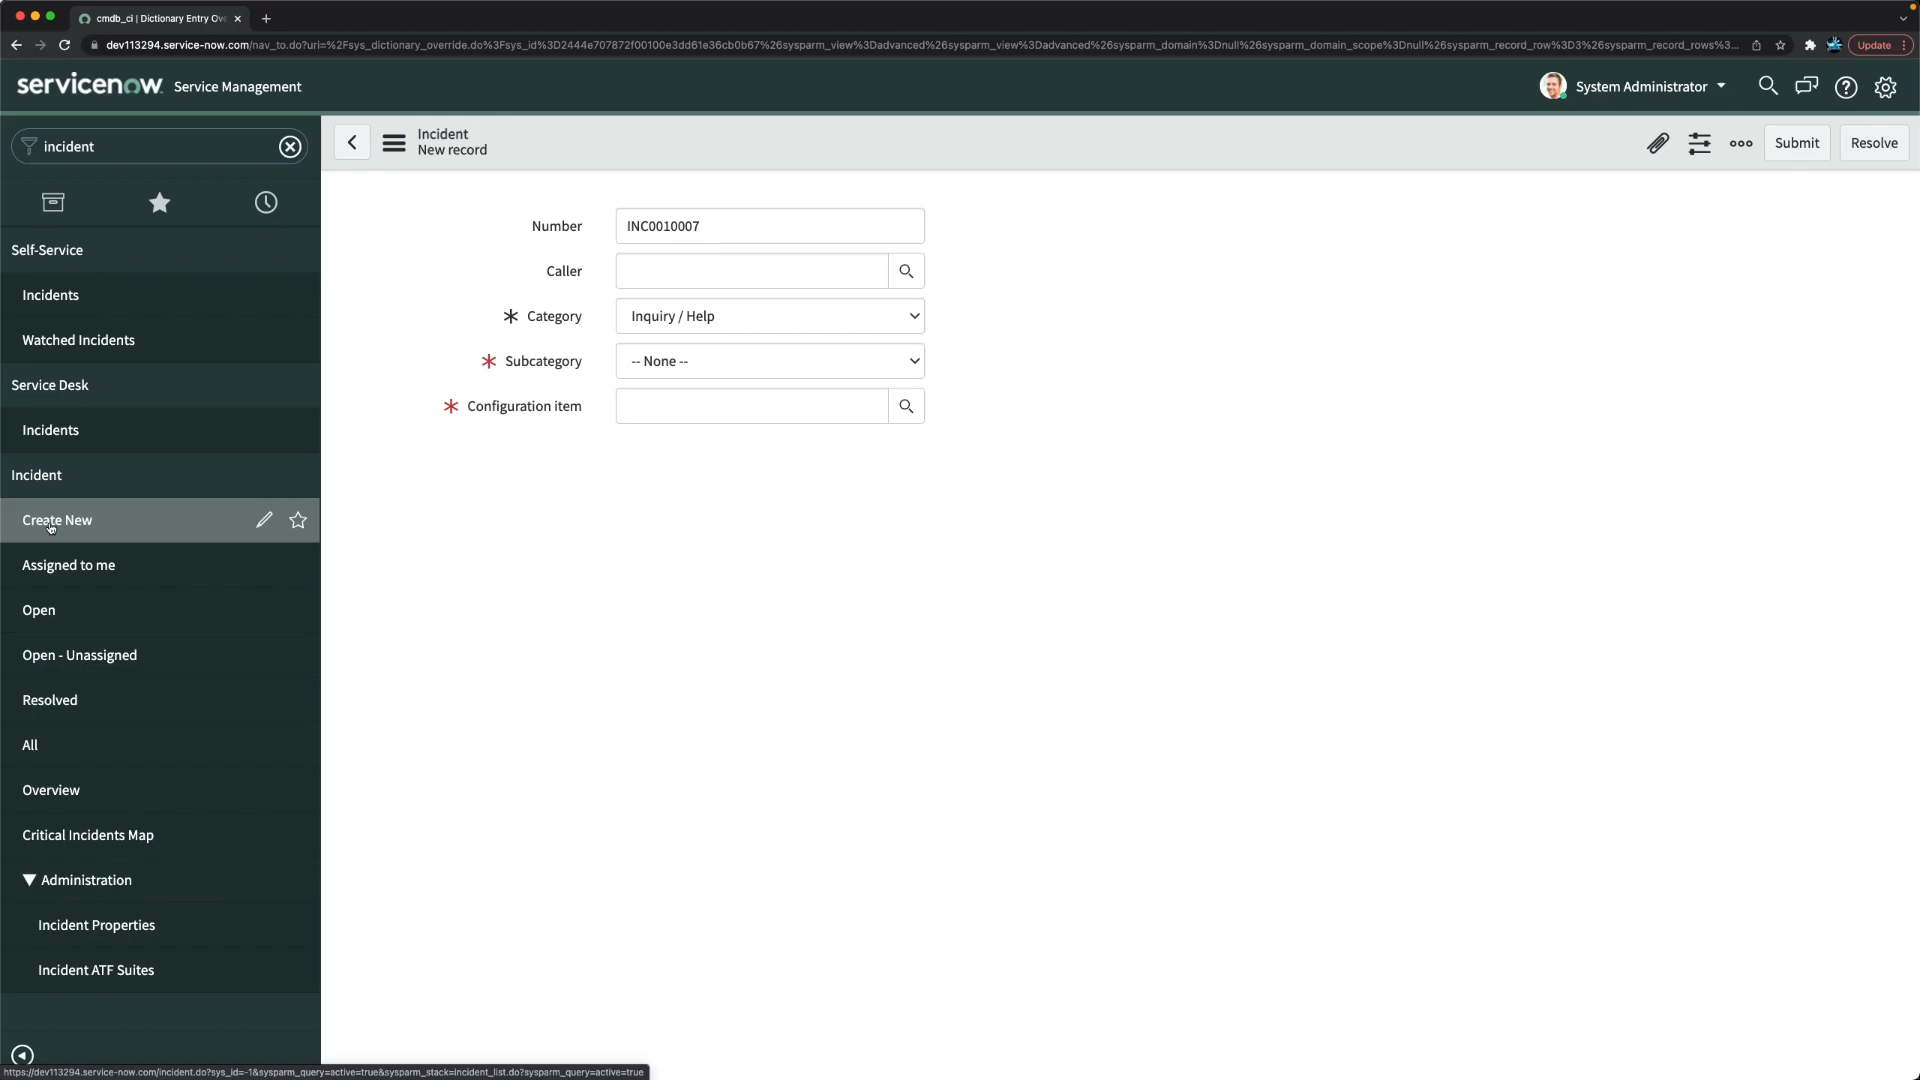 cmdb_ci | Dictionary Entry Ov
dev113294.service-now.com/nav_to.do?uri=%2Fsys_dictionary_override.do%3Fsys_id%3D2444e707872f00100e3dd61e36cb0b67%26sysparm_view%3Dadvanced%26sysparm_view%3Dadvanced%26sysparm_domain%3Dnull%26sysparm_domain_scope%3Dnull%26sysparm_record_row%3D3%26sysparm_record_rows%3...
Update
servicenow Service Management
System Administrator
incident
Incident
New record
Submit
Resolve
Self-Service
Incidents
Watched Incidents
Service Desk
Incidents
Incident
Create New
Assigned to me
Open
Open - Unassigned
Resolved
All
Overview
Critical Incidents Map
Administration
Incident Properties
Incident ATF Suites
Number INC0010007
Caller
Category Inquiry / Help
Subcategory -- None --
Configuration item
https://dev113294.service-now.com/incident.do?sys_id=-1&sysparm_query=active=true&sysparm_stack=incident_list.do?sysparm_query=active=true